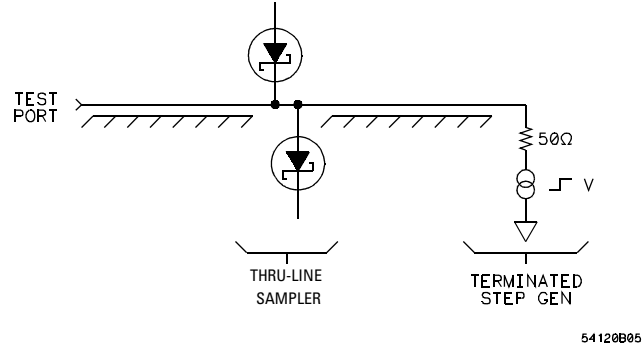 TEST
PORT
50Ω
V
THRU-LINE
SAMPLER
TERMINATED
STEP GEN
54120B05